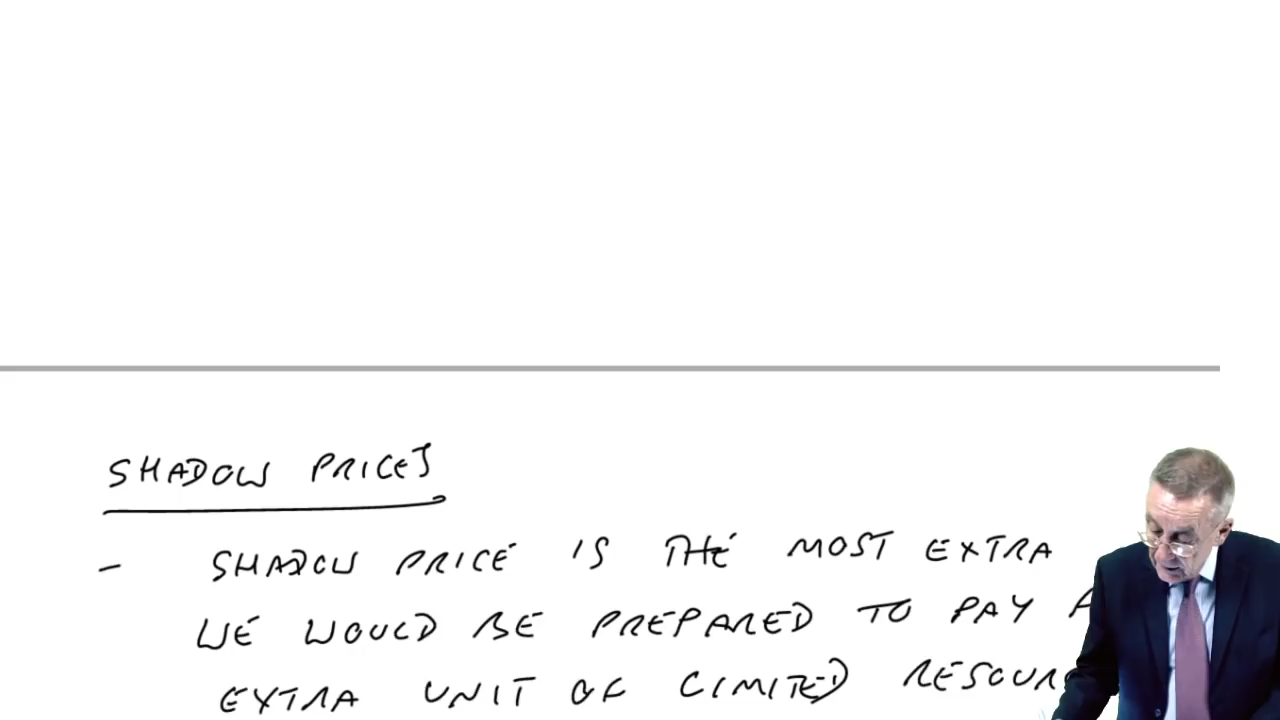 SHADOW PRICES
- SHADOW PRICE IS THE MOST EXTRA
WE WOULD BE PREPARED TO PAY
EXTRA UNIT OF LIMITED